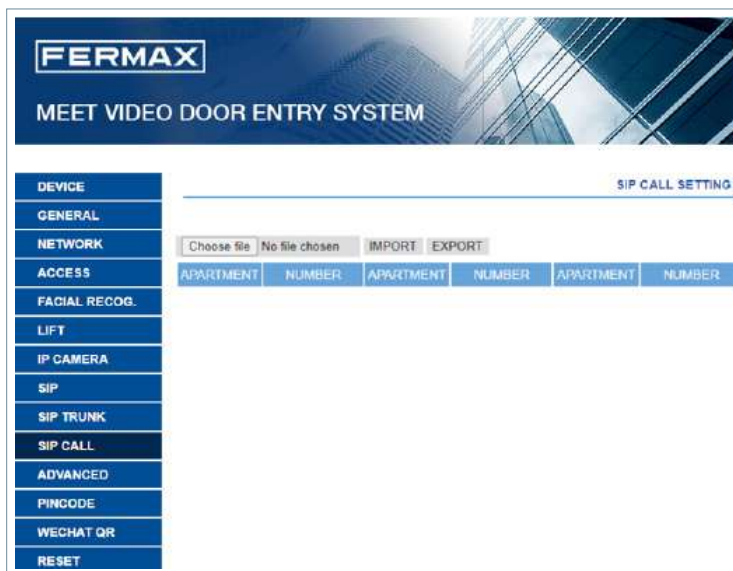 FERMAX
MEET VIDEO DOOR ENTRY SYSTEM
DEVICE
GENERAL
NETWORK
ACCESS
FACIAL RECOG.
LIFT
IP CAMERA
SIP
SIP TRUNK
SIP CALL
ADVANCED
PINCODE
WECHAT QR
RESET
SIP CALL SETTING
Choose file No file chosen IMPORT EXPORT
APARTMENT NUMBER APARTMENT NUMBER APARTMENT NUMBER